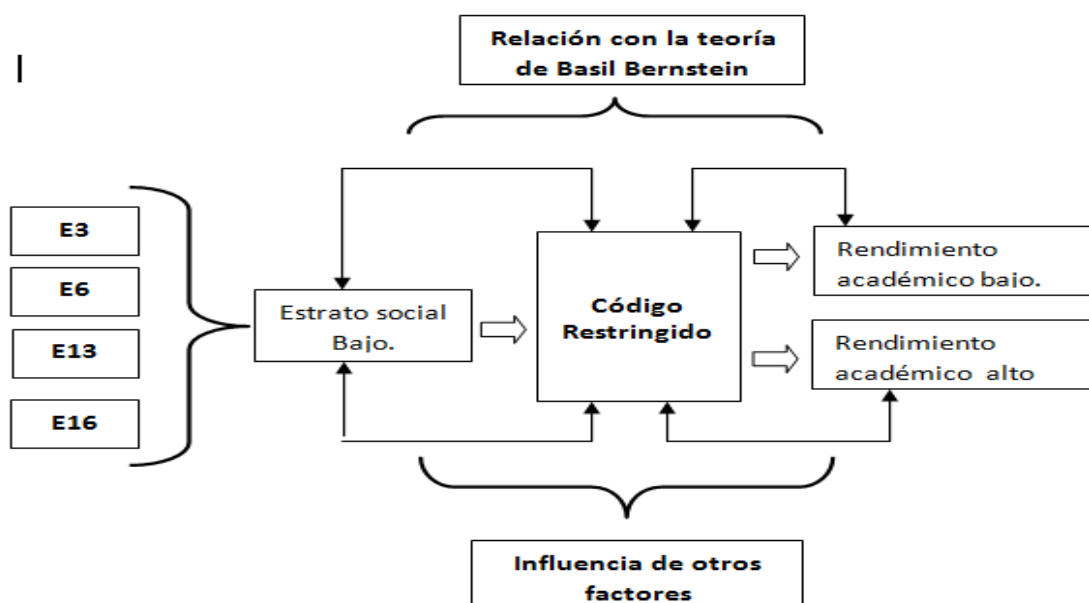 Relación con la teoría
de Basil Bernstein
E3
E6
E13
E16
Estrato social
Bajo.
Código
Restringido
Rendimiento
académico bajo.
Rendimiento
académico alto
Influencia de otros
factores